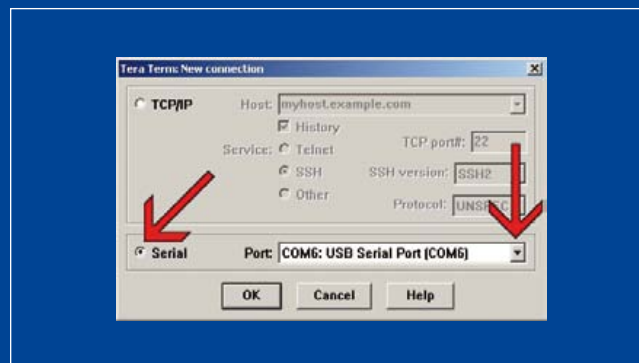 Tera Term: New connection
TCP/IP
Host: myhost.example.com
History
Service: Telnet
TCP port#: 22
SSH
SSH version: SSH2
Other
Protocol: UNSPEC
Serial
Port: COM6: USB Serial Port (COM6)
OK
Cancel
Help